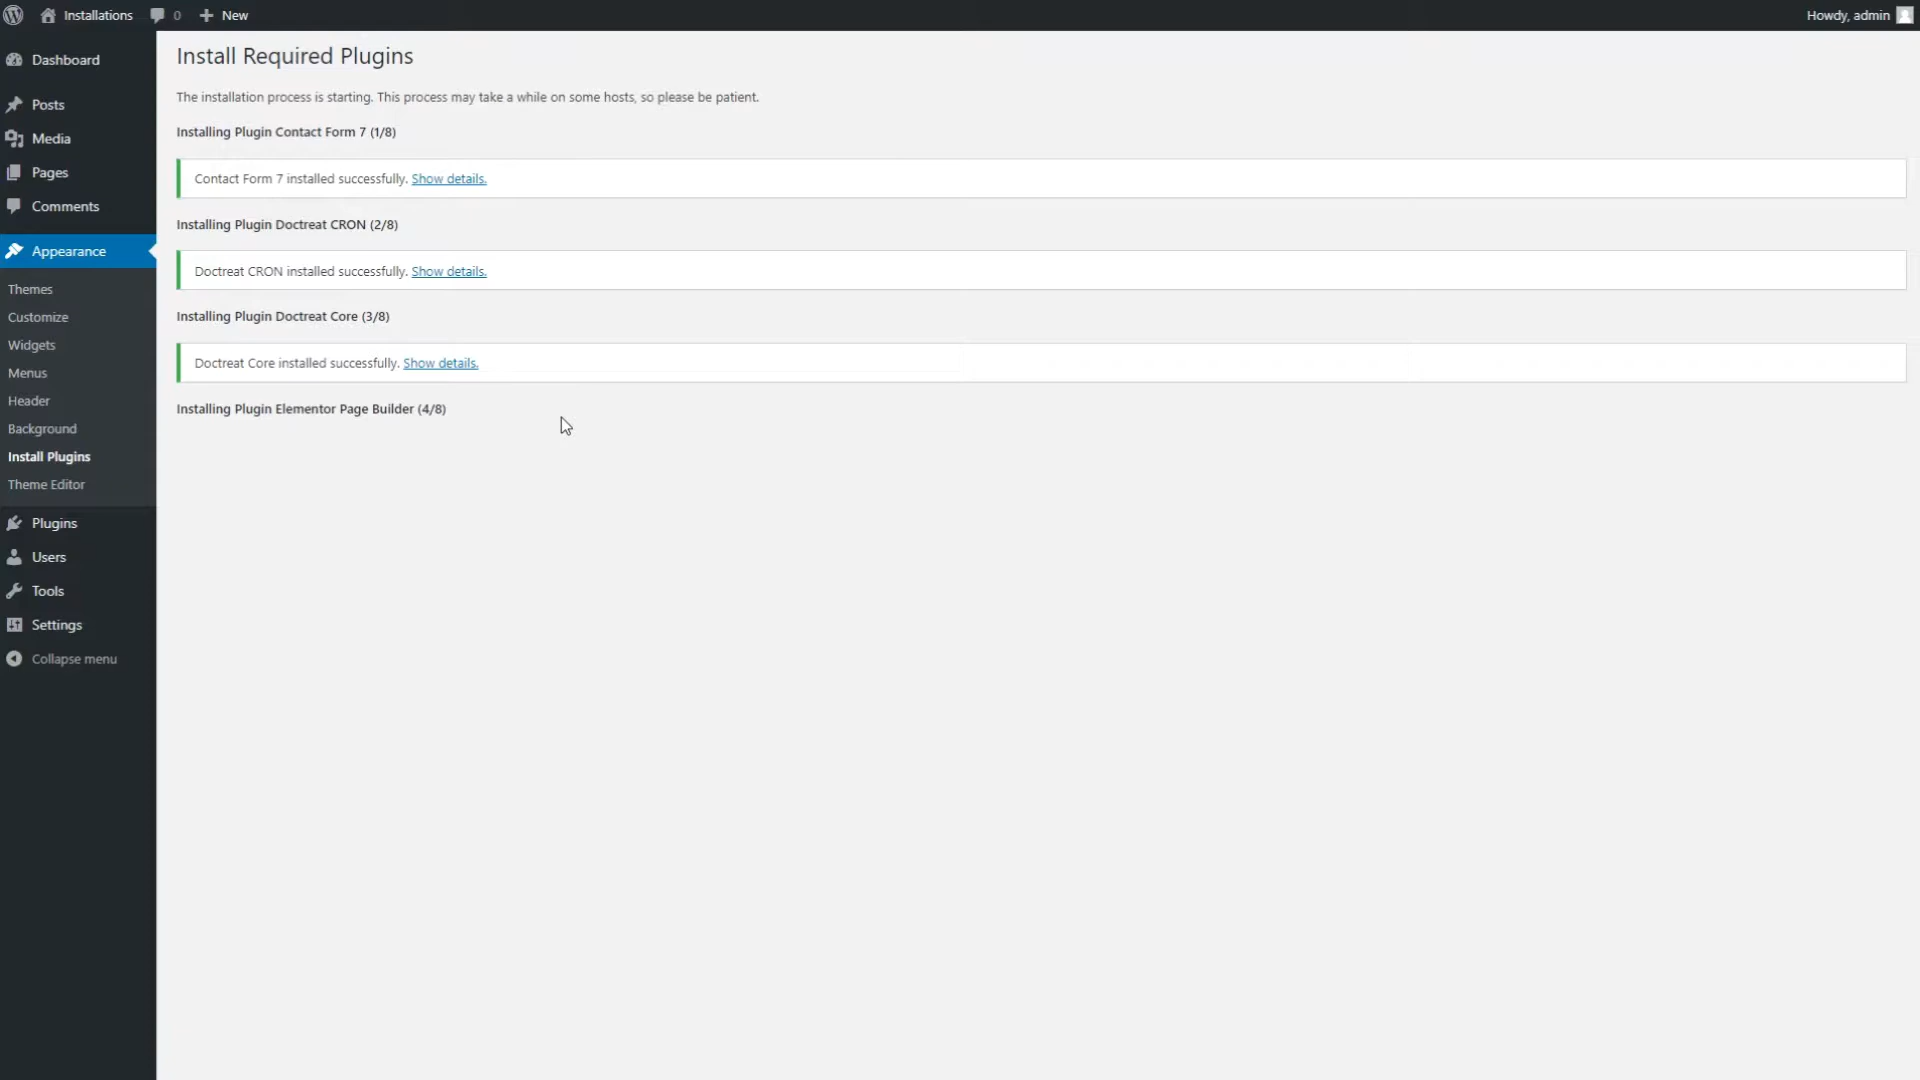 Installations
0
New
Howdy, admin
Dashboard
Posts
Media
Pages
Comments
Appearance
Themes
Customize
Widgets
Menus
Header
Background
Install Plugins
Theme Editor
Plugins
Users
Tools
Settings
Collapse menu
Install Required Plugins
The installation process is starting. This process may take a while on some hosts, so please be patient.
Installing Plugin Contact Form 7 (1/8)
Contact Form 7 installed successfully. Show details.
Installing Plugin Doctreat CRON (2/8)
Doctreat CRON installed successfully. Show details.
Installing Plugin Doctreat Core (3/8)
Doctreat Core installed successfully. Show details.
Installing Plugin Elementor Page Builder (4/8)